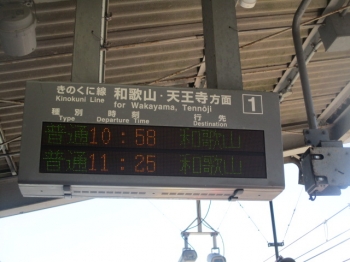 きのくに線 和歌山・天王寺方面 1
Kinokuni Line for Wakayama, Tennōji
種別 時刻 行先
Type Departure Time Destination
普通 10:58 和歌山
普通 11:25 和歌山